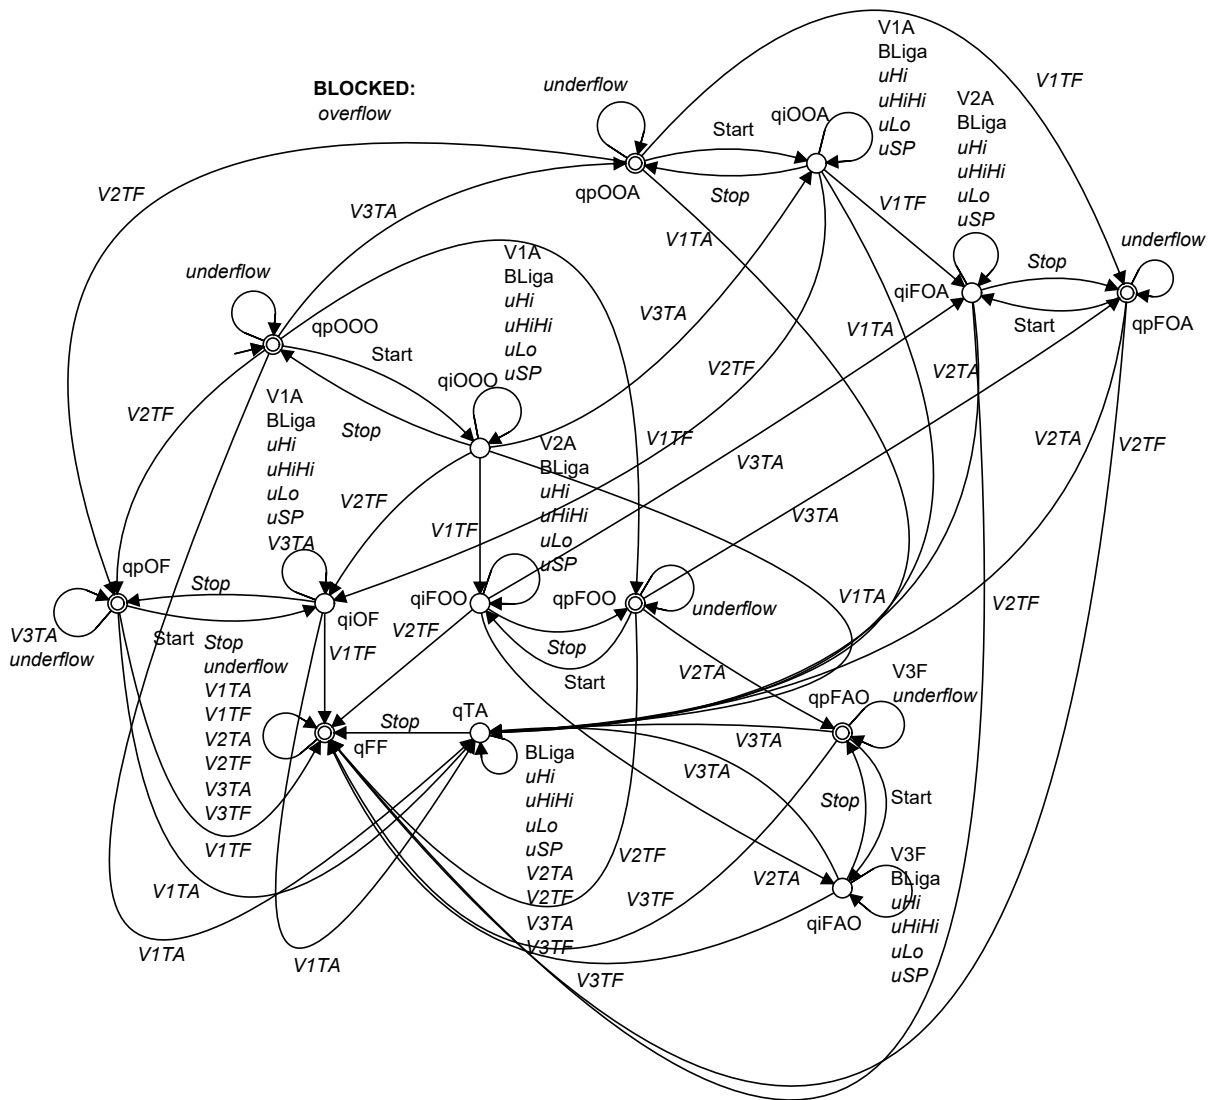 V1A
BLiga
uHi
uHiHi
uLo
uSP
V1TF
BLOCKED:
overflow
underflow
qiOOA
V2A
BLiga
uHi
uHiHi
uLo
uSP
Start
Stop
qpOOA
V2TF
V3TA
V1TA
V1TF
underflow
Stop
qiFOA
Start
qpFOA
underflow
qpOOO
V1A
BLiga
uHi
uHiHi
uLo
uSP
V3TA
V1TA
Start
qiOOO
V2TF
V2TA
V2TF
V1A
BLiga
uHi
uHiHi
uLo
uSP
V3TA
Stop
V2A
BLiga
uHi
uHiHi
uLo
uSP
V1TF
V3TA
V2TA
V2TF
V2TF
V1TF
V3TA
qpOF
Stop
qiOF
qiFOO
qpFOO
underflow
V1TA
V2TF
V3TA
underflow
Start
Stop
underflow
V1TA
V1TF
V2TA
V2TF
V3TA
V3TF
V1TF
V2TF
Stop
Start
V2TA
qTA
Stop
qFF
qpFAO
V3F
underflow
BLiga
uHi
uHiHi
uLo
uSP
V2TA
V2TF
V3TA
V3TF
V3TA
V3TA
Stop
Start
V1TF
V2TF
V1TA
V3TF
V2TA
qiFAO
V3F
BLiga
uHi
uHiHi
uLo
uSP
V1TA
V1TA
V3TF